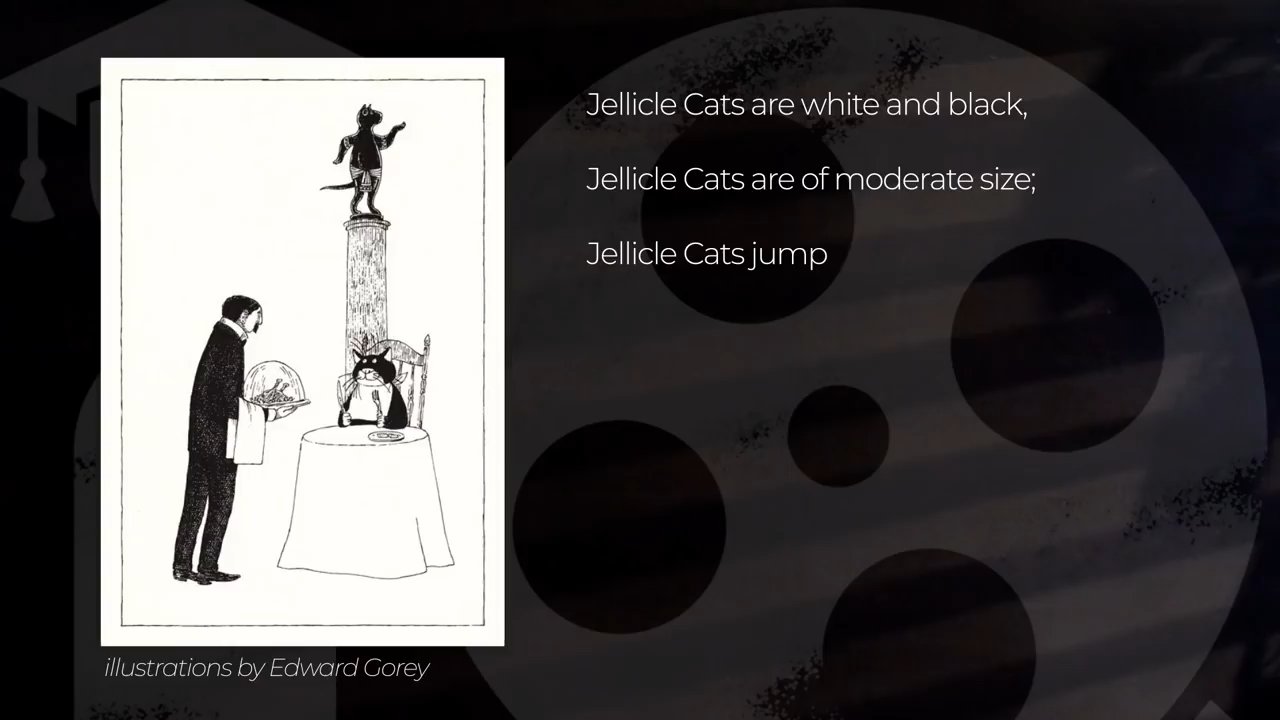 Jellicle Cats are white and black,
Jellicle Cats are of moderate size;
Jellicle Cats jump
illustrations by Edward Gorey